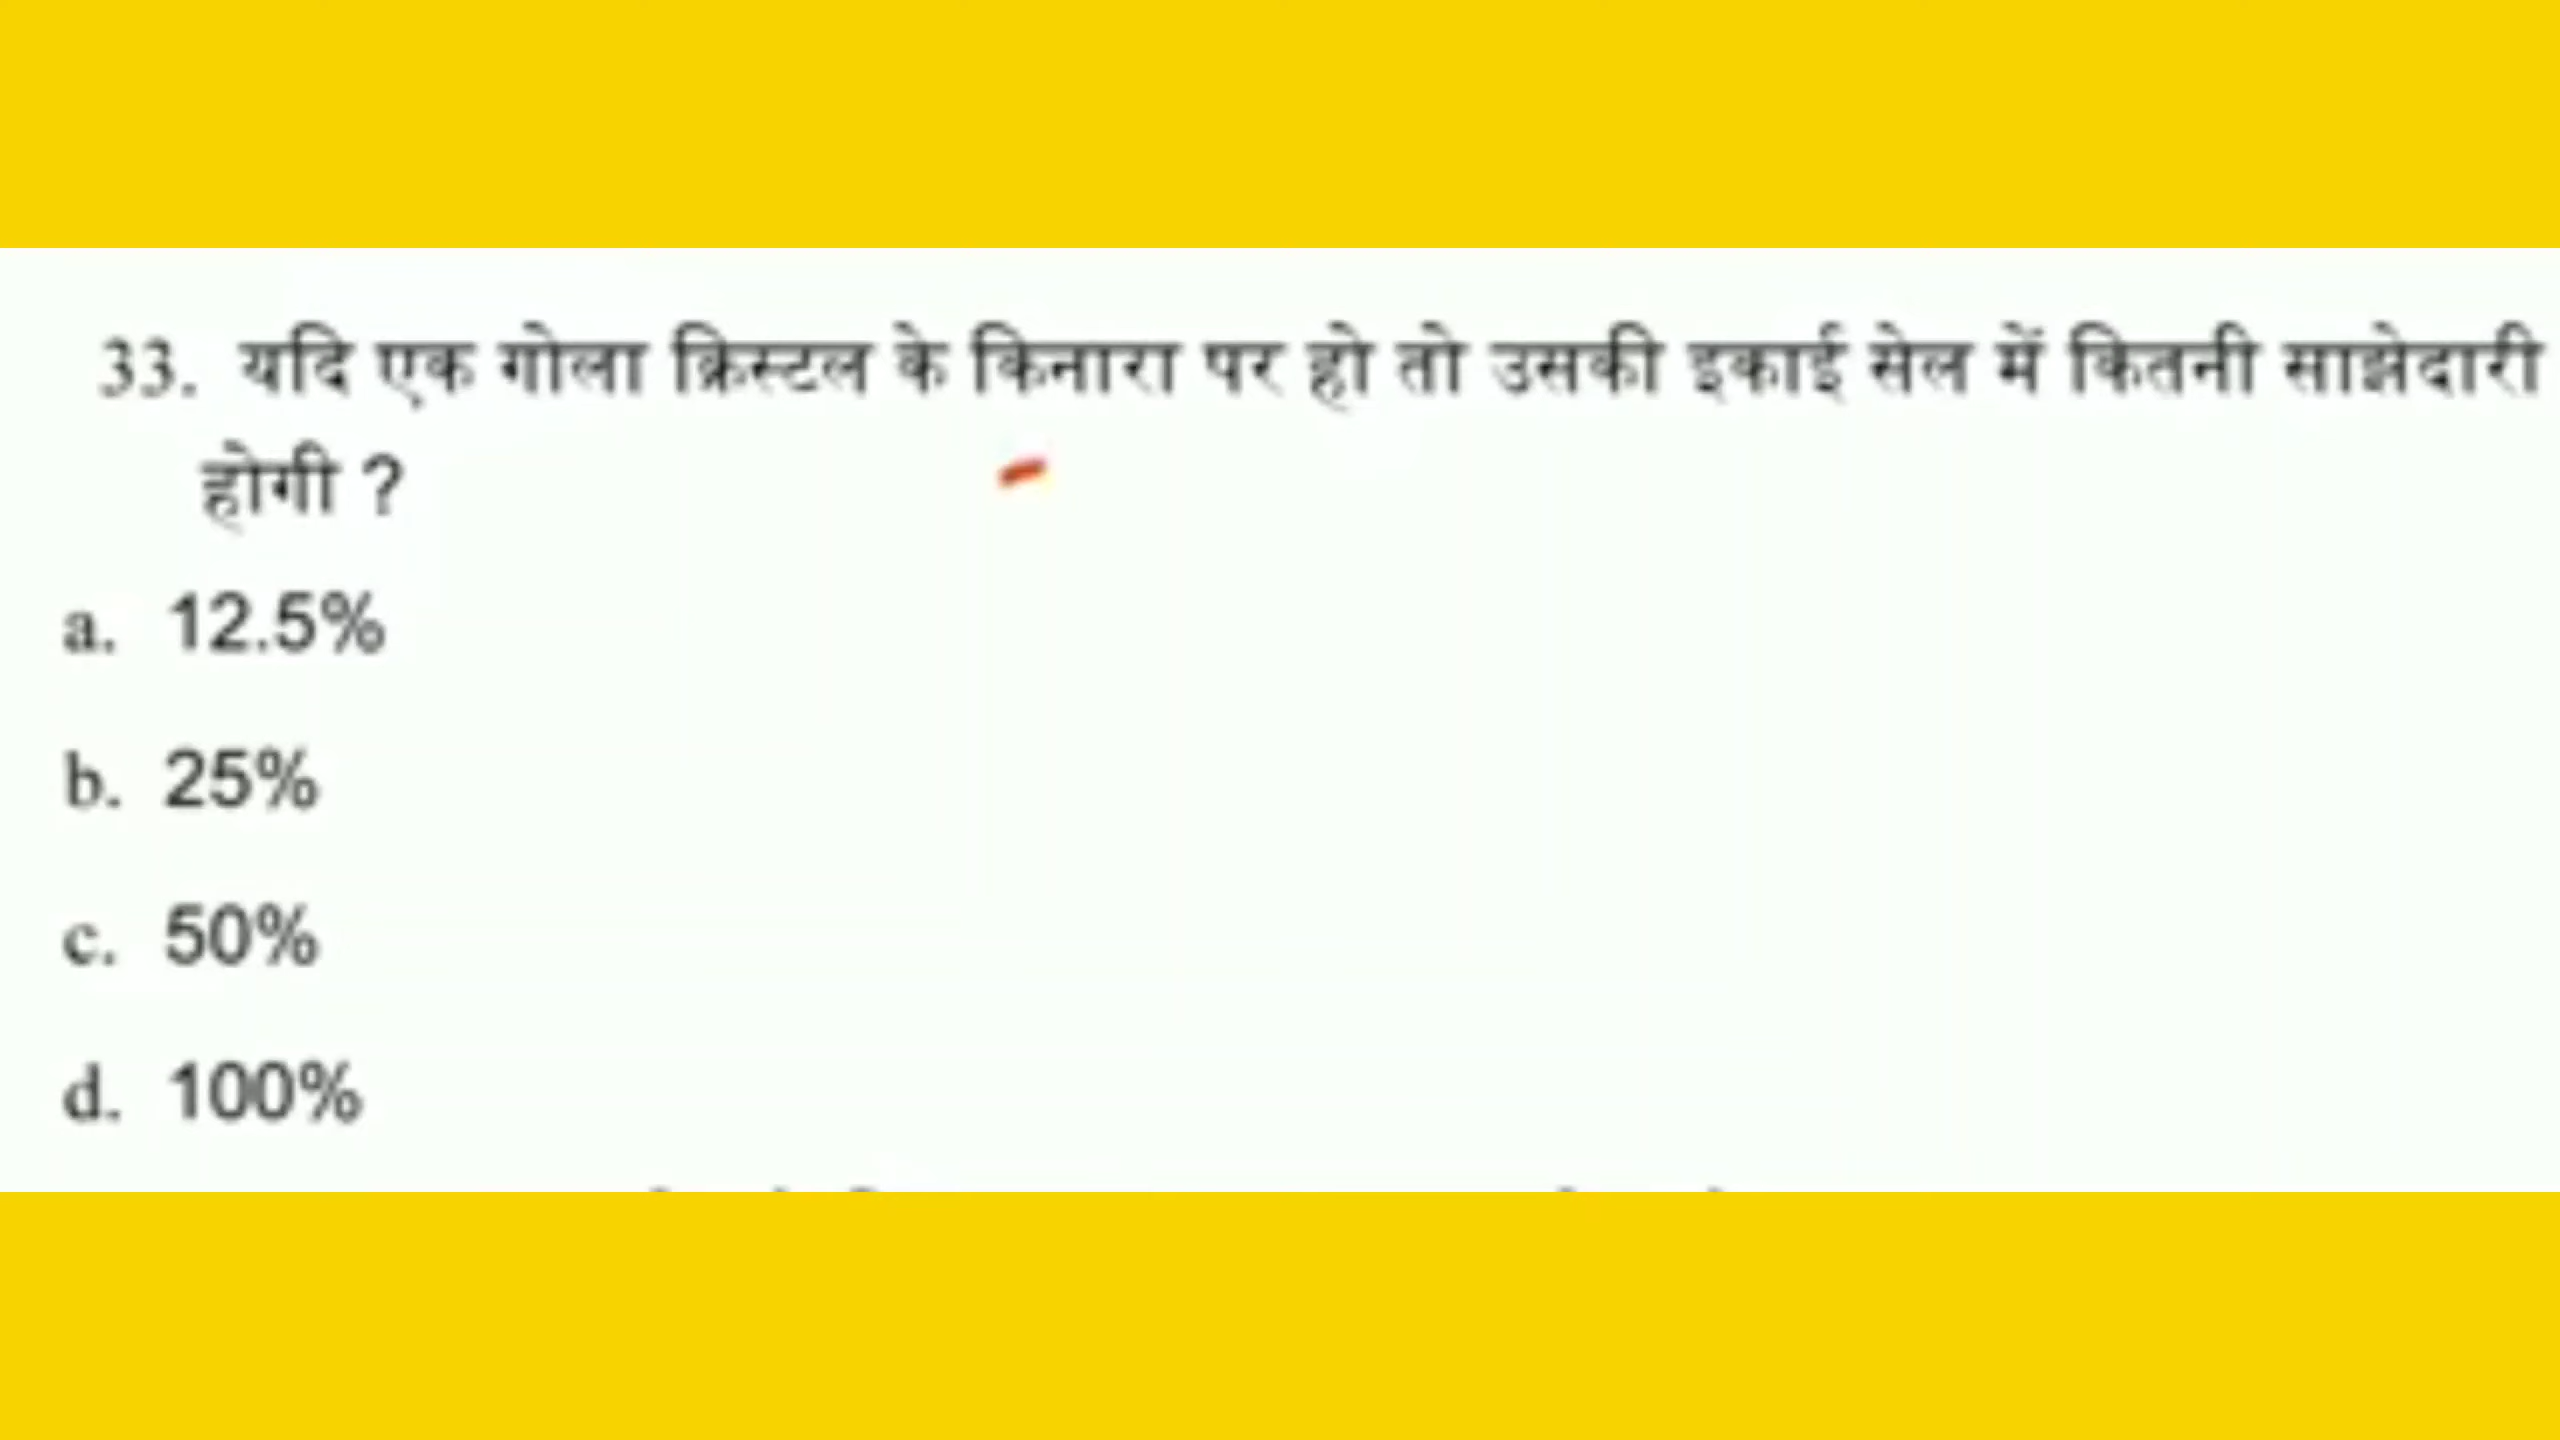 33. यदि एक गोला क्रिस्टल के किनारा पर हो तो उसकी इकाई सेल में कितनी साझेदारी
होगी ?
a. 12.5%
b. 25%
c. 50%
d. 100%